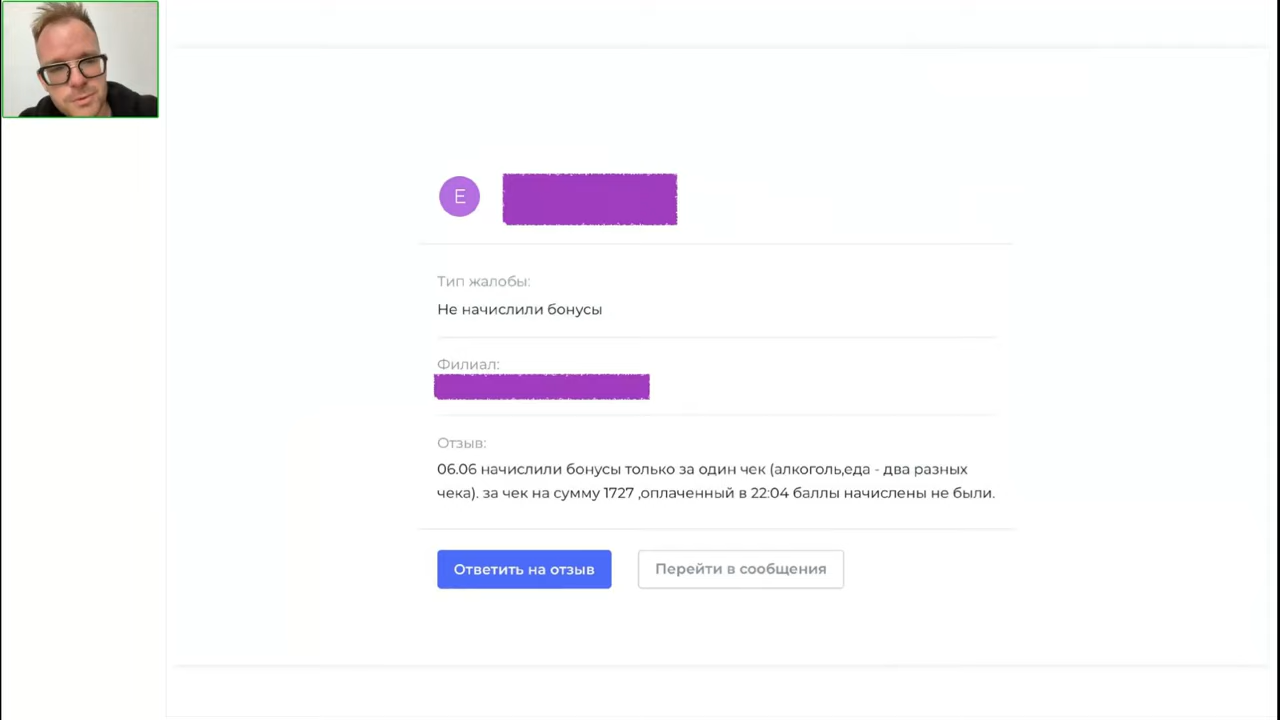 E
Тип жалобы:
Не начислили бонусы
Филиал:
Отзыв:
06.06 начислили бонусы только за один чек (алкоголь,еда - два разных
чека). за чек на сумму 1727 ,оплаченный в 22:04 баллы начислены не были.
Ответить на отзыв
Перейти в сообщения